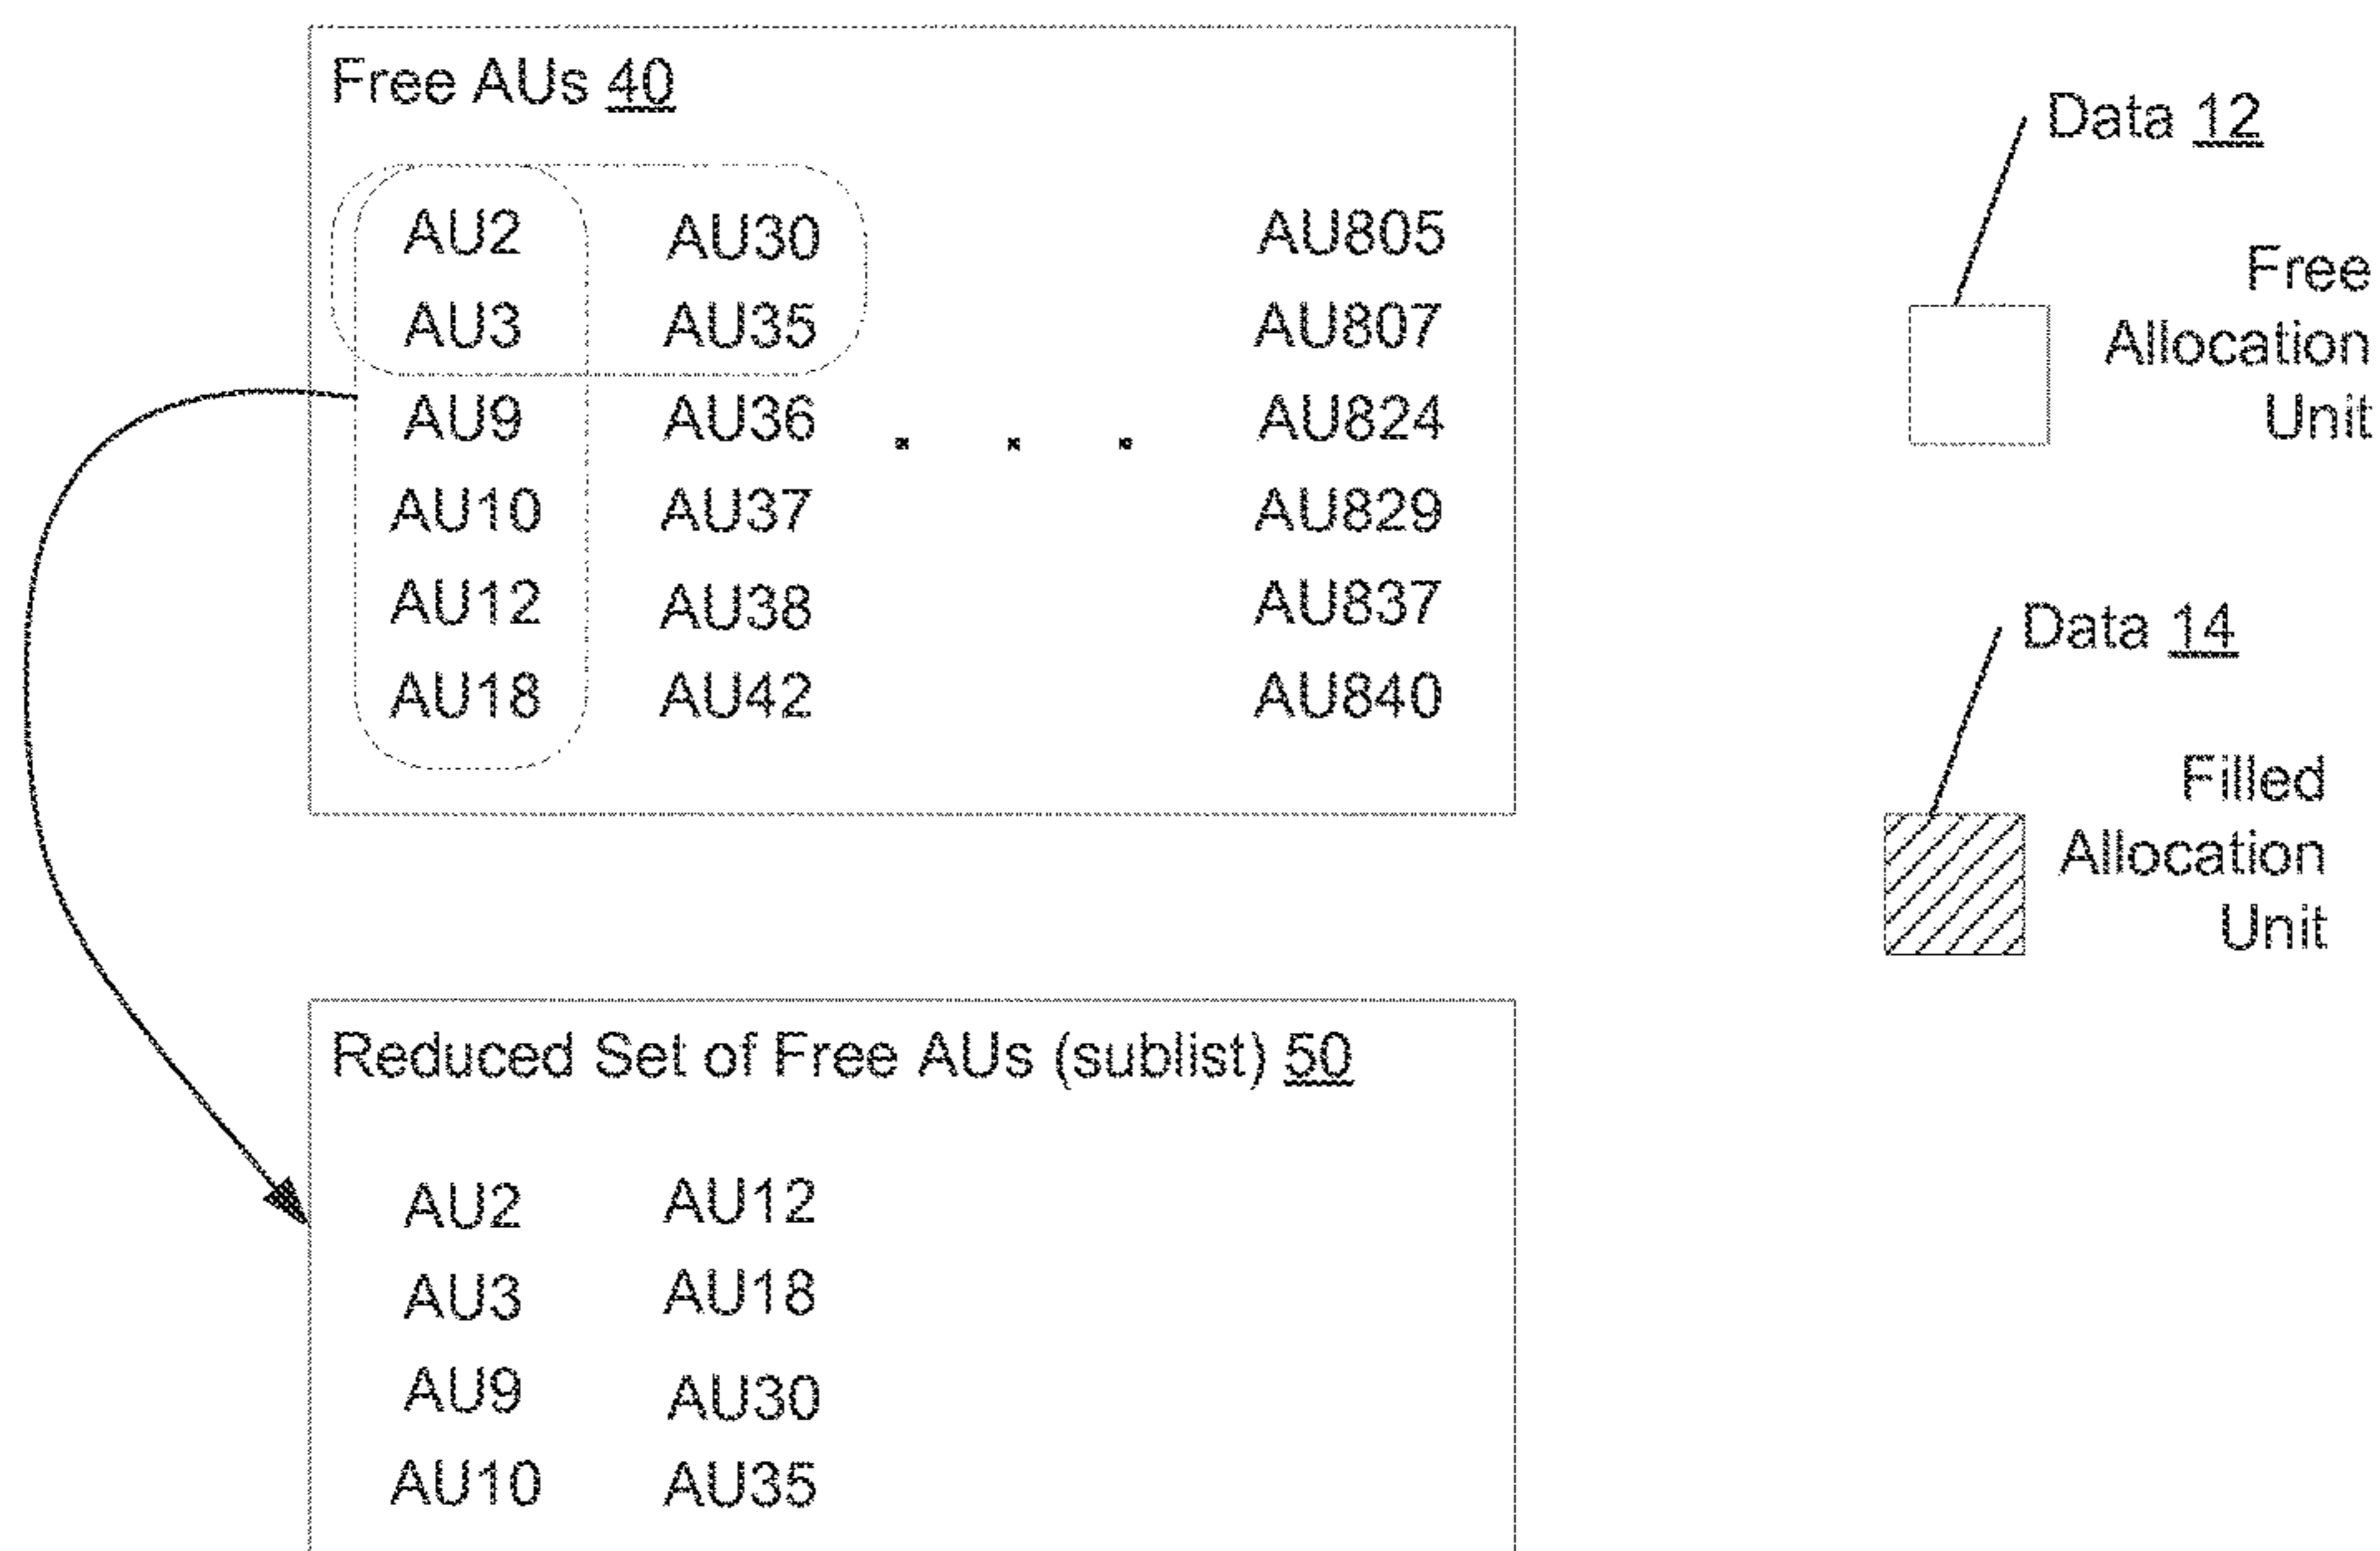 Free AUs 40
AU2 AU30 AU805
AU3 AU35 AU807
AU9 AU36 . . . AU824
AU10 AU37 AU829
AU12 AU38 AU837
AU18 AU42 AU840
Data 12
Free
Allocation
Unit
Data 14
Filled
Allocation
Unit
Reduced Set of Free AUs (sublist) 50
AU2 AU12
AU3 AU18
AU9 AU30
AU10 AU35